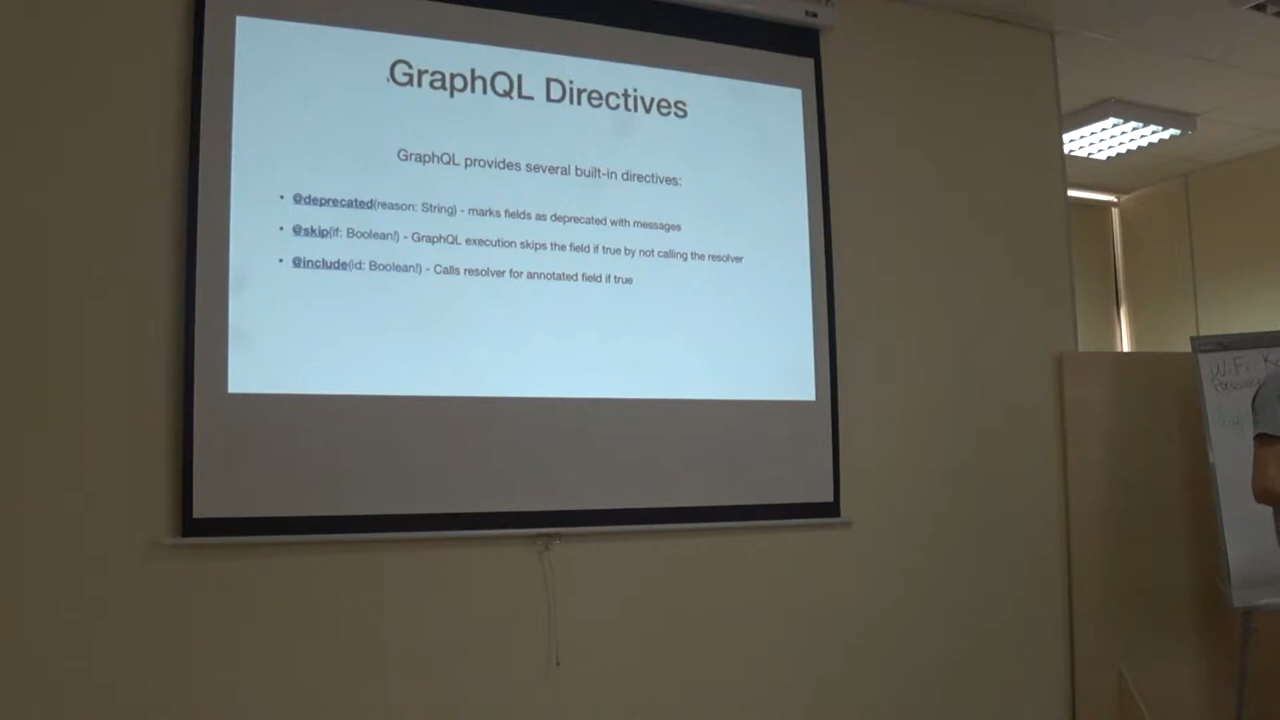 GraphQL Directives
GraphQL provides several built-in directives:
• @deprecated(reason: String) - marks fields as deprecated with messages
• @skip(if: Boolean!) - GraphQL execution skips the field if true by not calling the resolver
• @include(id: Boolean!) - Calls resolver for annotated field if true
WiFi